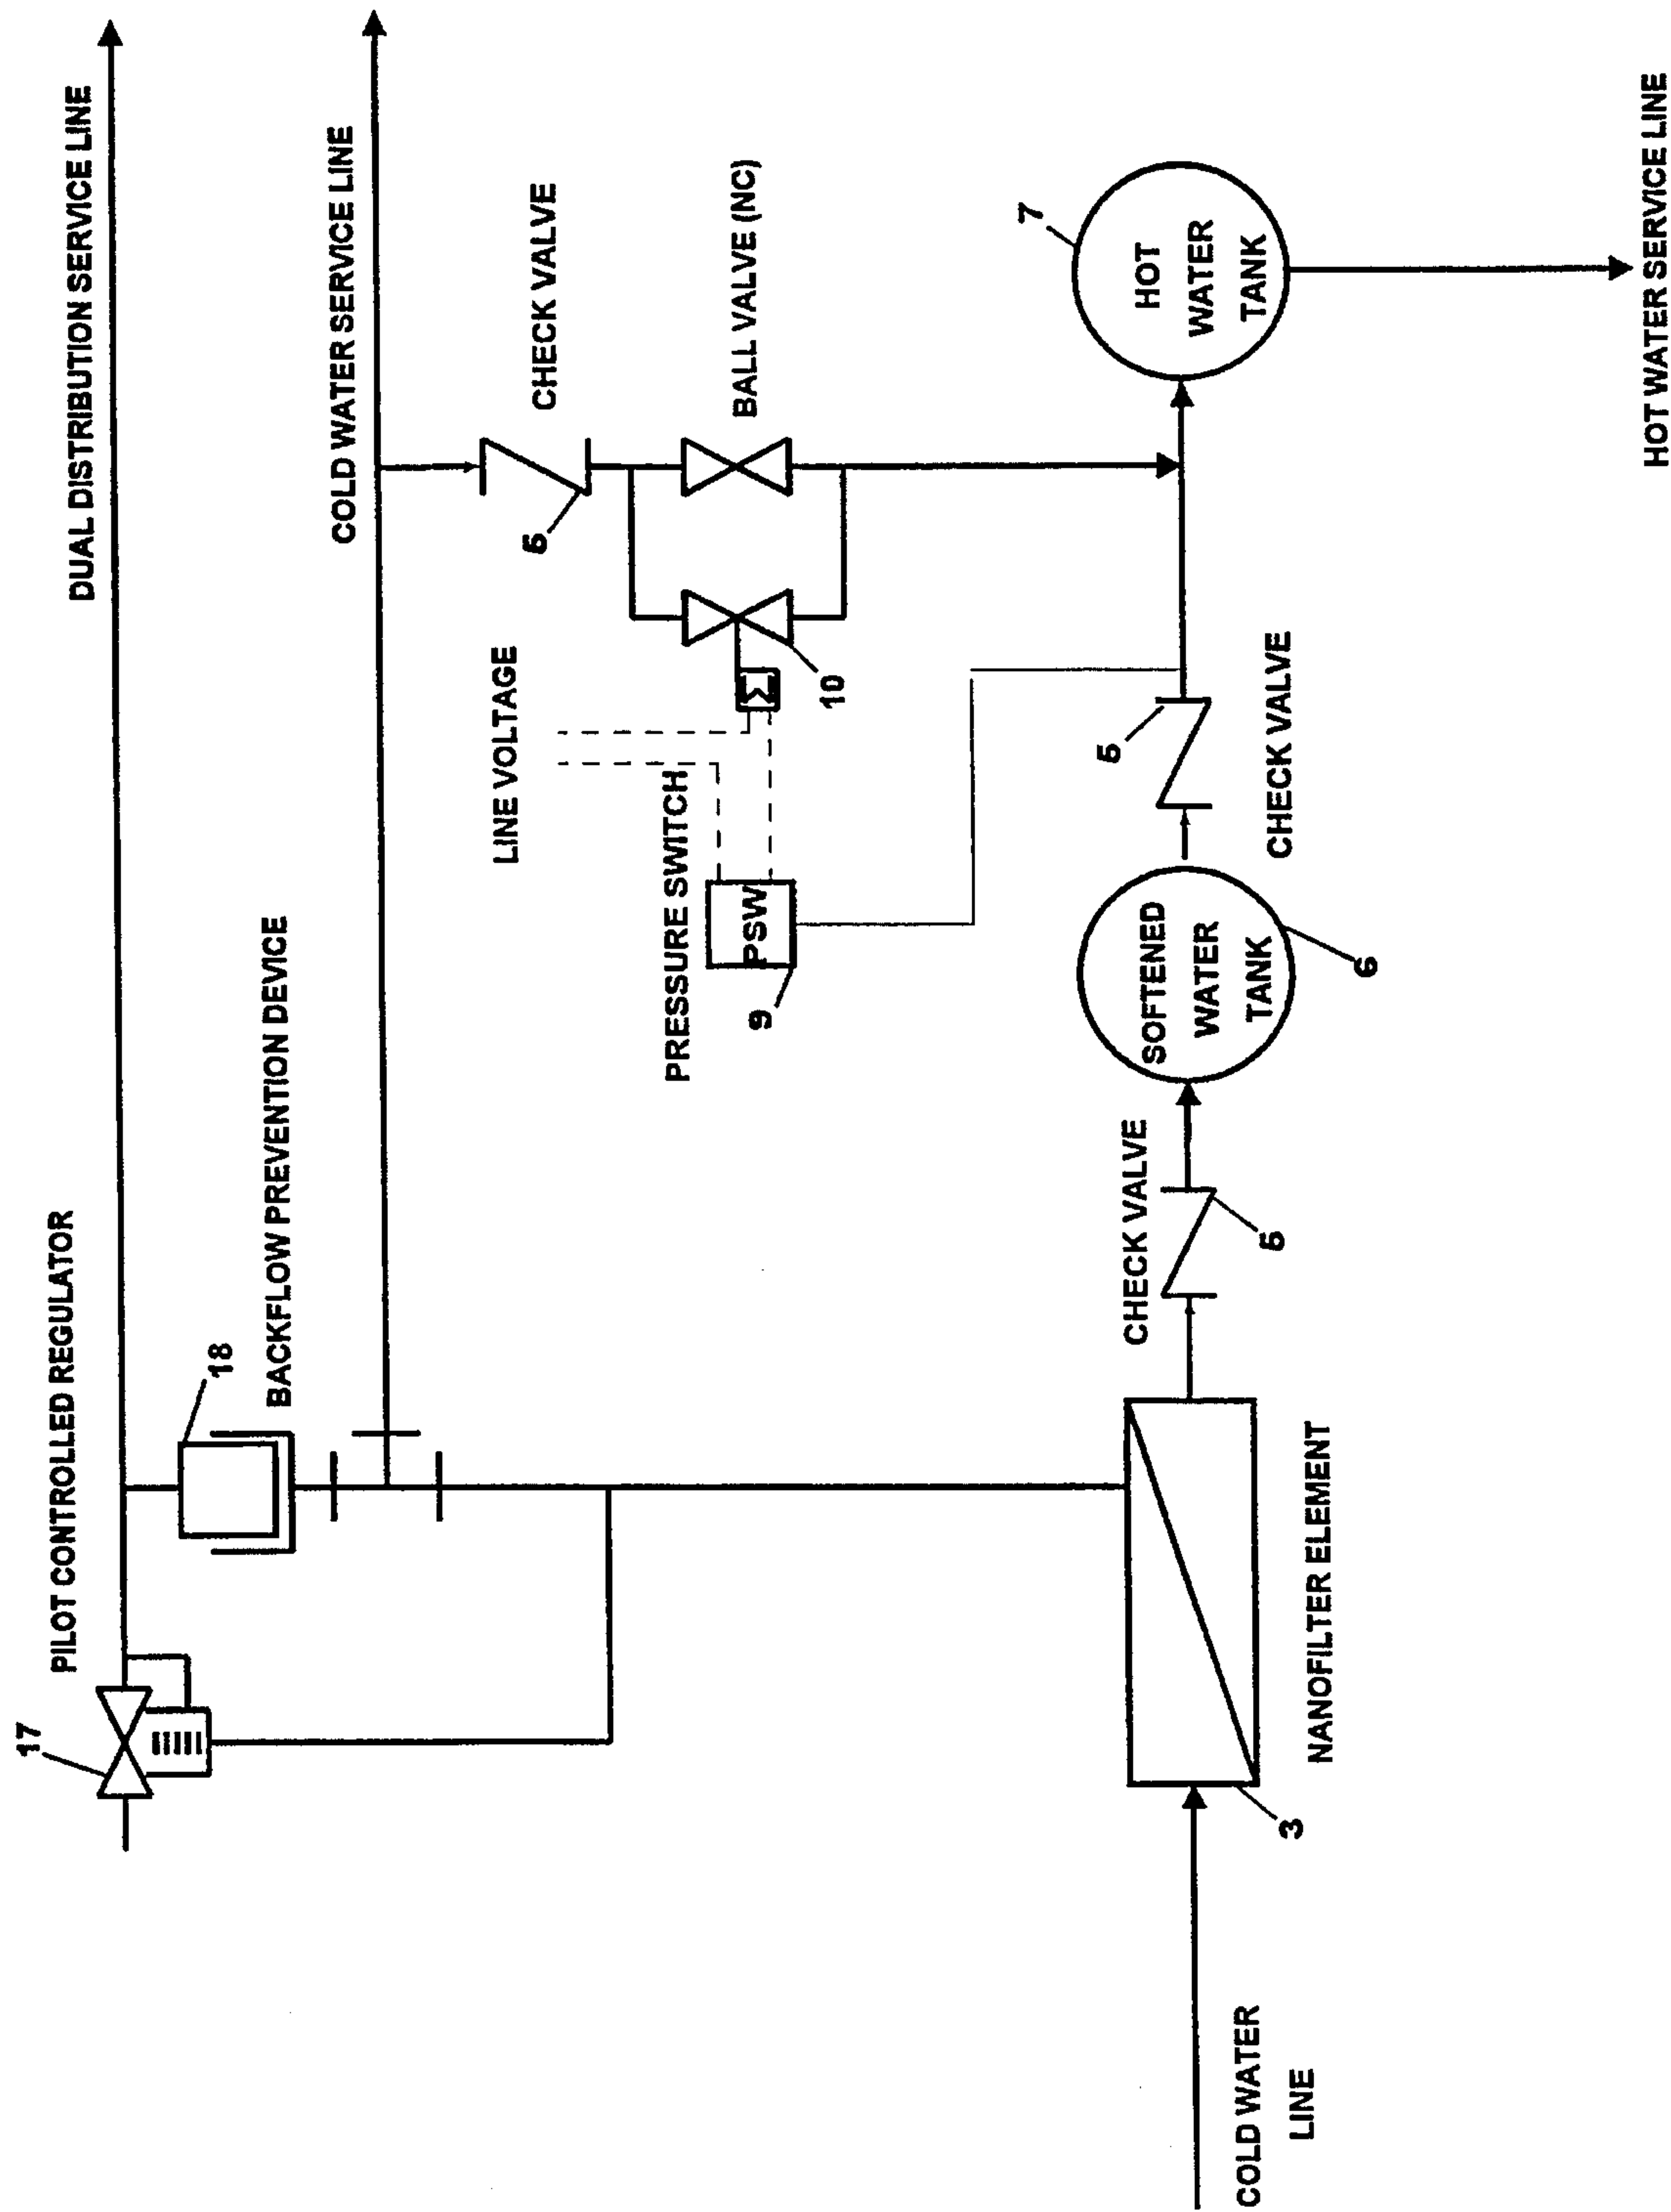 17
PILOT CONTROLLED REGULATOR
DUAL DISTRIBUTION SERVICE LINE
18
BACKFLOW PREVENTION DEVICE
COLD WATER SERVICE LINE
LINE VOLTAGE
5
CHECK VALVE
PRESSURE SWITCH
BALL VALVE (NC)
9
PSW
M
10
7
CHECK VALVE
5
SOFTENED
WATER
TANK
5
HOT
WATER
TANK
5
CHECK VALVE
6
COLD WATER
LINE
3
NANOFILTER ELEMENT
HOT WATER SERVICE LINE